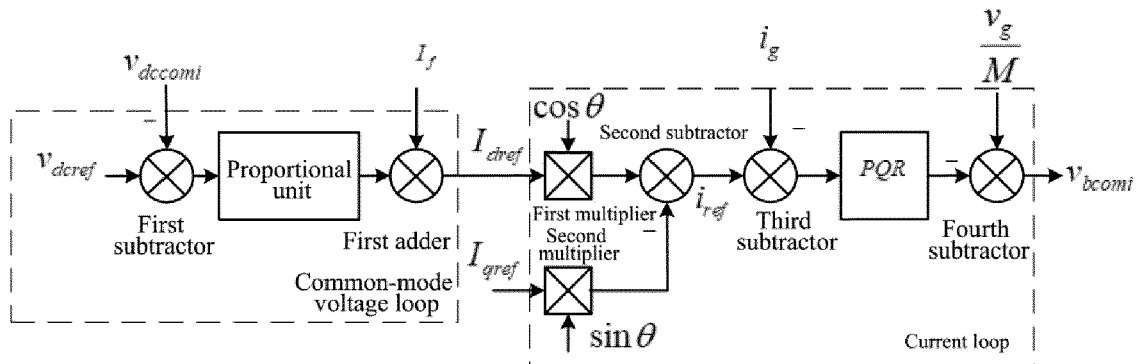 v_dccomi
I_f
i_g
v_g
M
cos θ
Second subtractor
v_dcref
Proportional
unit
I_dref
PQR
v_bcomi
First
subtractor
First adder
First multiplier
Second
multiplier
i_ref
Third
subtractor
Fourth
subtractor
I_qref
Common-mode
voltage loop
sin θ
Current loop
− − − −